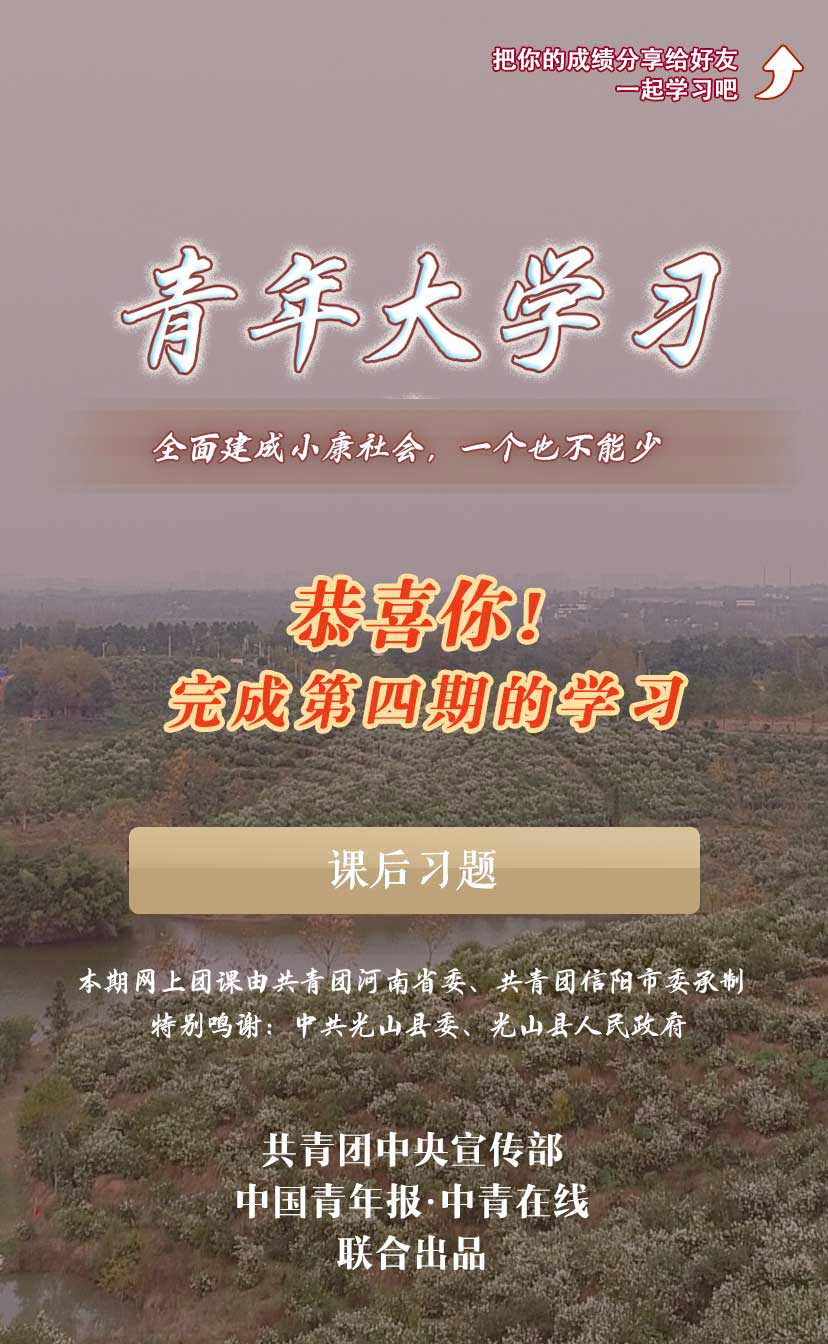 把你的成绩分享给好友
一起学习吧
青年大学习
全面建成小康社会，一个也不能少
恭喜你！
完成第四期的学习
课后习题
本期网上团课由共青团河南省委、共青团信阳市委承制
特别鸣谢：中共光山县委、光山县人民政府
共青团中央宣传部
中国青年报·中青在线
联合出品